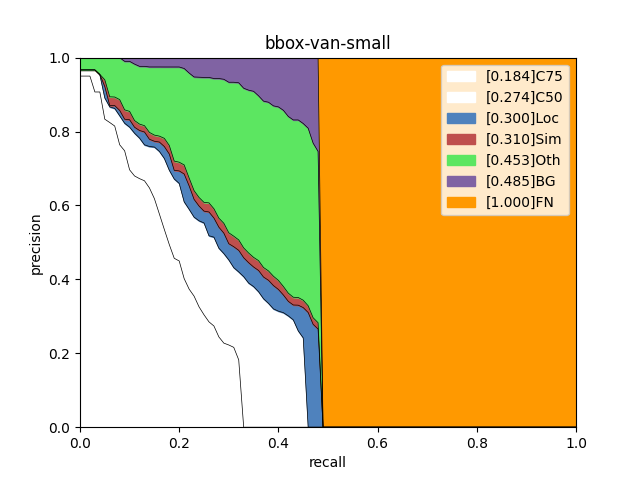 bbox-van-small
1.0
0.8
0.6
0.4
0.2
0.0
precision
[0.184]C75
[0.274]C50
[0.300]Loc
[0.310]Sim
[0.453]Oth
[0.485]BG
[1.000]FN
0.0 0.2 0.4 0.6 0.8 1.0
recall